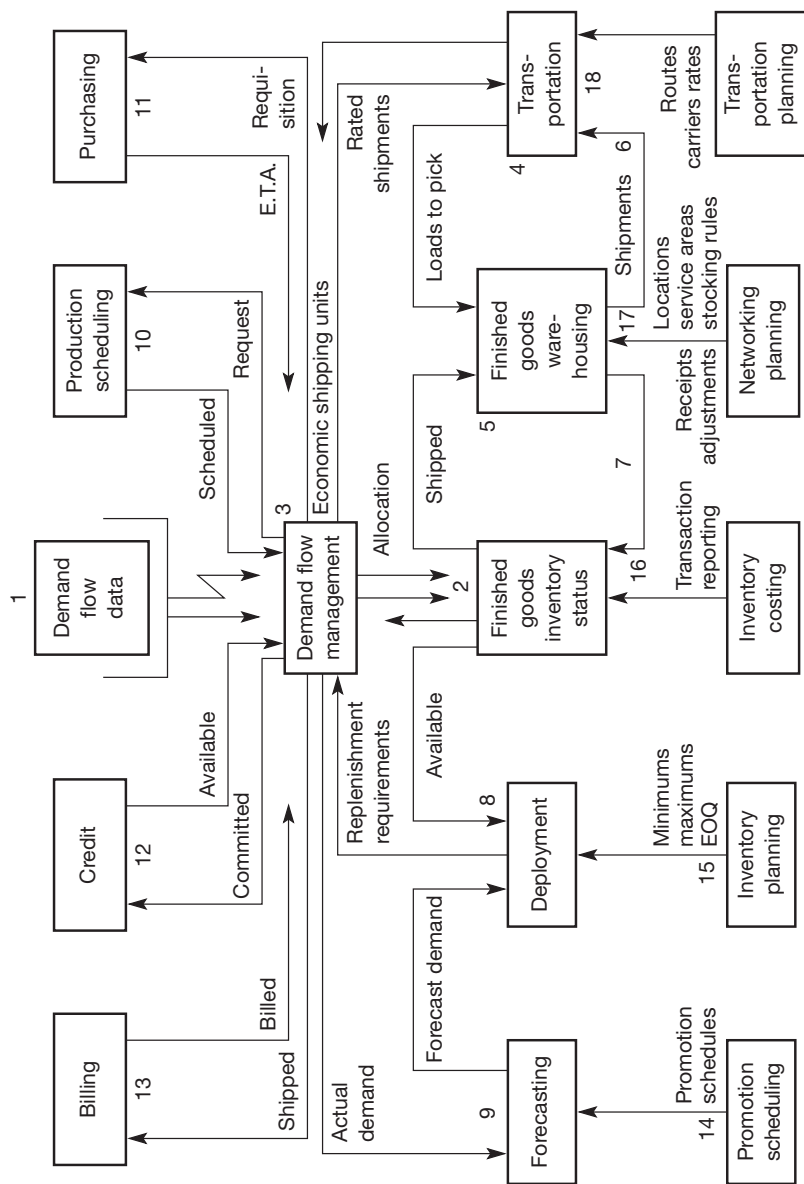 1
Demand
flow
data
Billing
13
Credit
12
Production
scheduling
10
Purchasing
11
Shipped
Billed
Committed
Available
Scheduled
Request
E.T.A.
Requi-
sition
Demand flow
management
3
Actual
demand
Replenishment
requirements
Allocation
Economic shipping units
Rated
shipments
Forecast demand
Available
Shipped
Loads to pick
9
Forecasting
8
Deployment
2
Finished
goods
inventory
status
5
Finished
goods
ware-
housing
4
Trans-
portation
7
Shipments
6
14
Promotion
schedules
15
Minimums
maximums
EOQ
16
Transaction
reporting
17
Receipts
adjustments
Locations
service areas
stocking rules
18
Routes
carriers rates
Promotion
scheduling
Inventory
planning
Inventory
costing
Networking
planning
Trans-
portation
planning